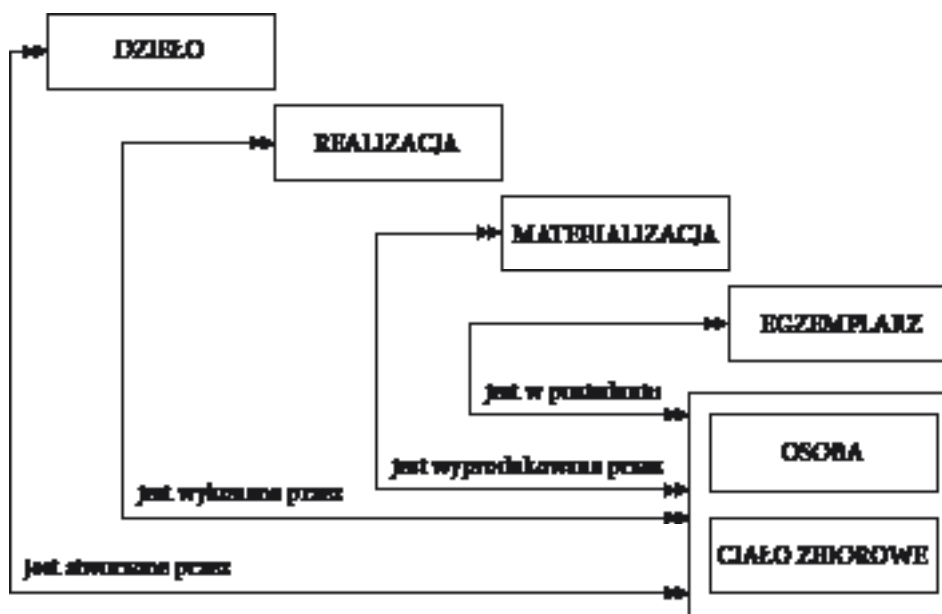 DZIEŁO
REALIZACJA
MATERIALIZACJA
EGZEMPLARZ
jest w posiadaniu
OSOBA
jest wyprodukowana przez
jest wykonana przez
CIAŁO ZBIOROWE
jest stworzone przez